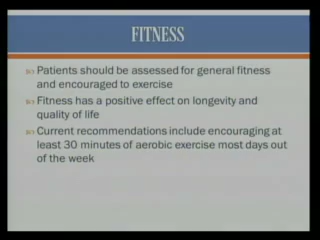 FITNESS
Patients should be assessed for general fitness
and encouraged to exercise
Fitness has a positive effect on longevity and
quality of life
Current recommendations include encouraging at
least 30 minutes of aerobic exercise most days out
of the week